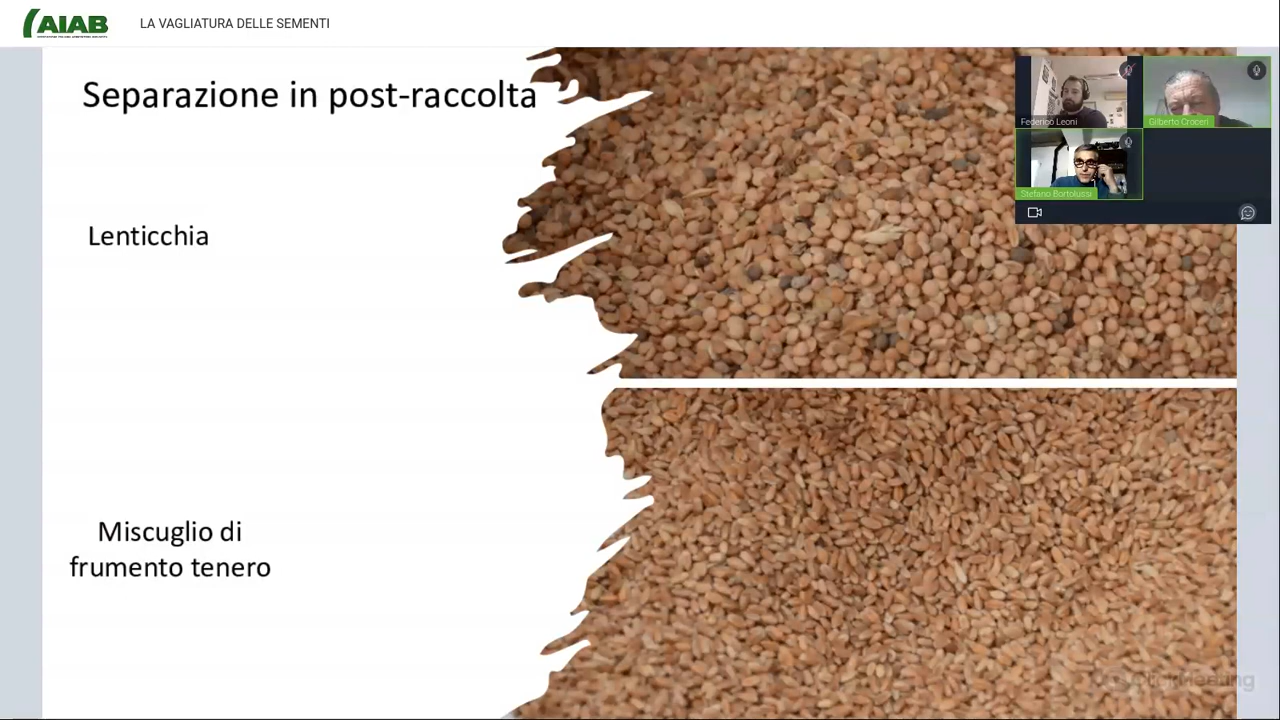 AIAB
LA VAGLIATURA DELLE SEMENTI
Separazione in post-raccolta
Lenticchia
Miscuglio di
frumento tenero
Federico Leoni
Gilberto Croceri
Stefano Bortolussi
ClickMeeting